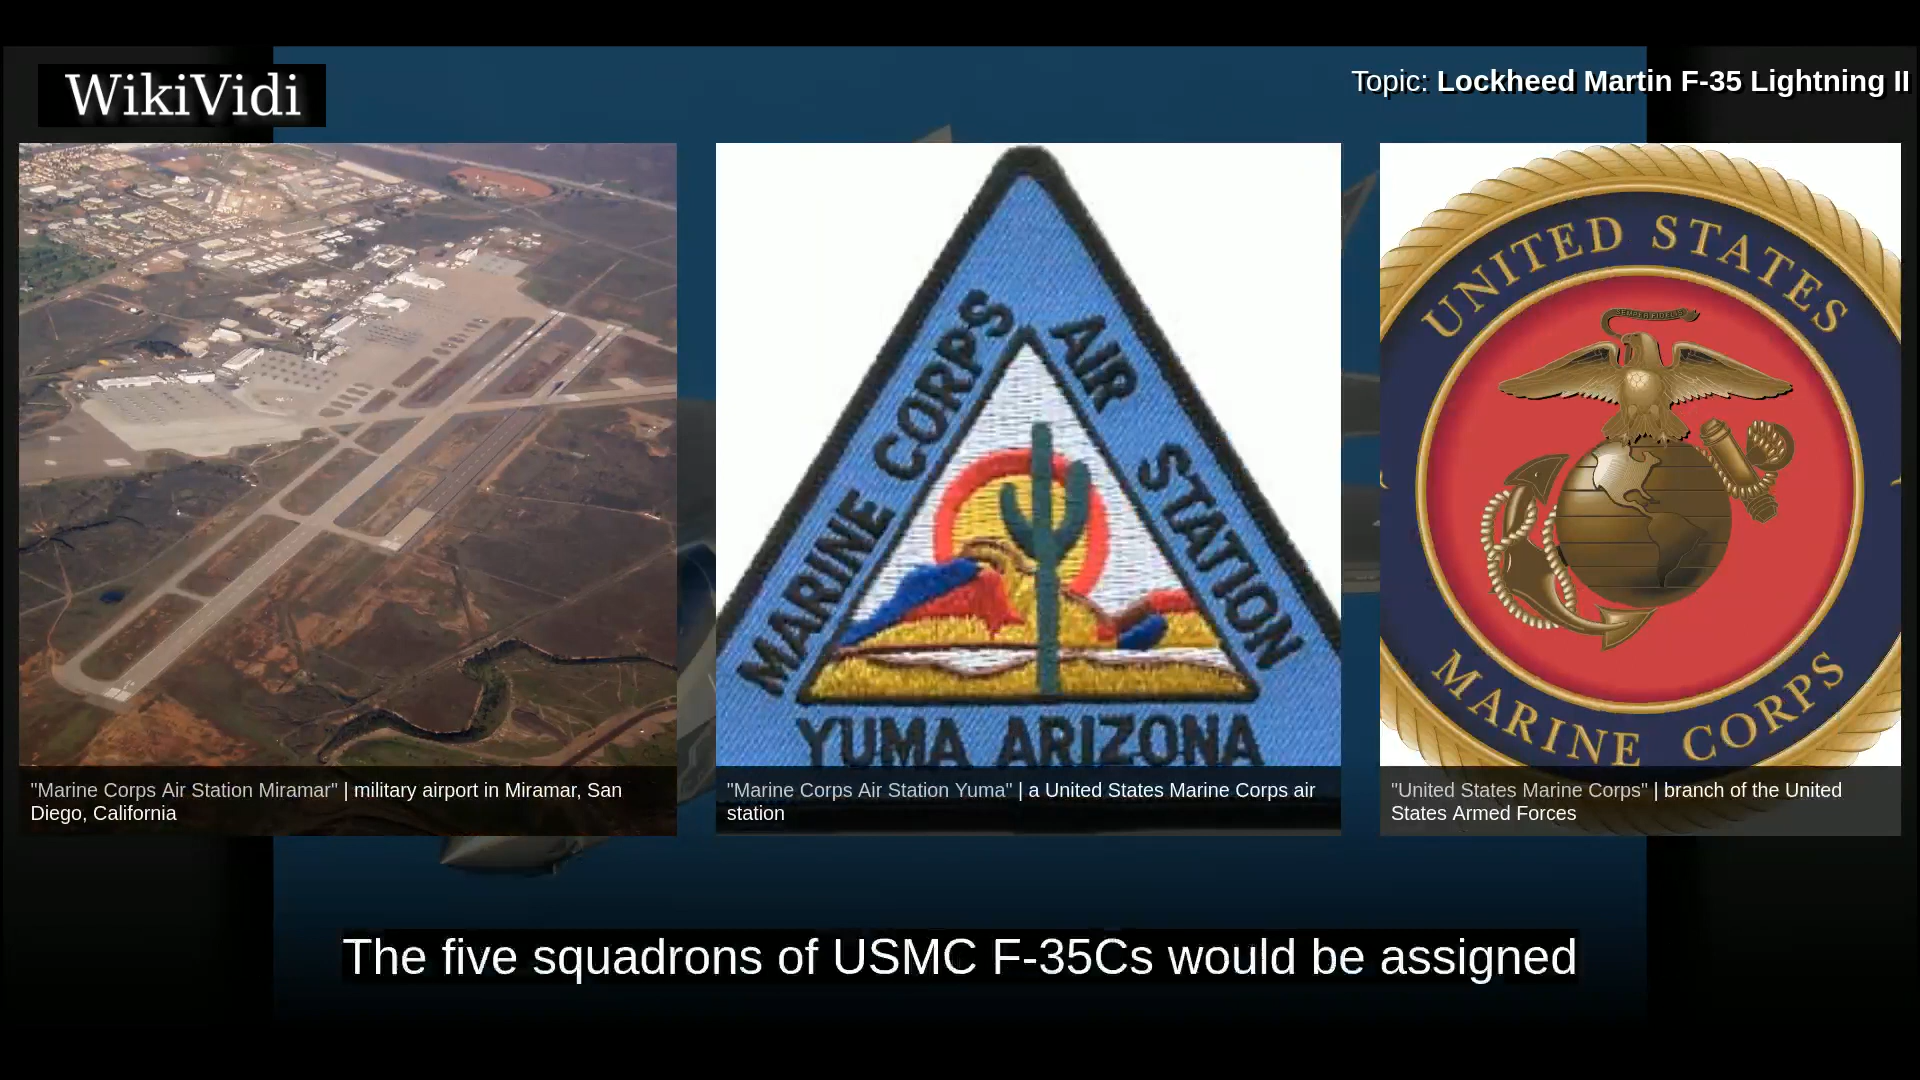 WikiVidi
Topic: Lockheed Martin F-35 Lightning II
MARINE CORPS AIR STATION
YUMA ARIZONA
SEMPER FIDELIS
UNITED STATES
MARINE CORPS
"Marine Corps Air Station Miramar" | military airport in Miramar, San
Diego, California
"Marine Corps Air Station Yuma" | a United States Marine Corps air
station
"United States Marine Corps" | branch of the United
States Armed Forces
The five squadrons of USMC F-35Cs would be assigned